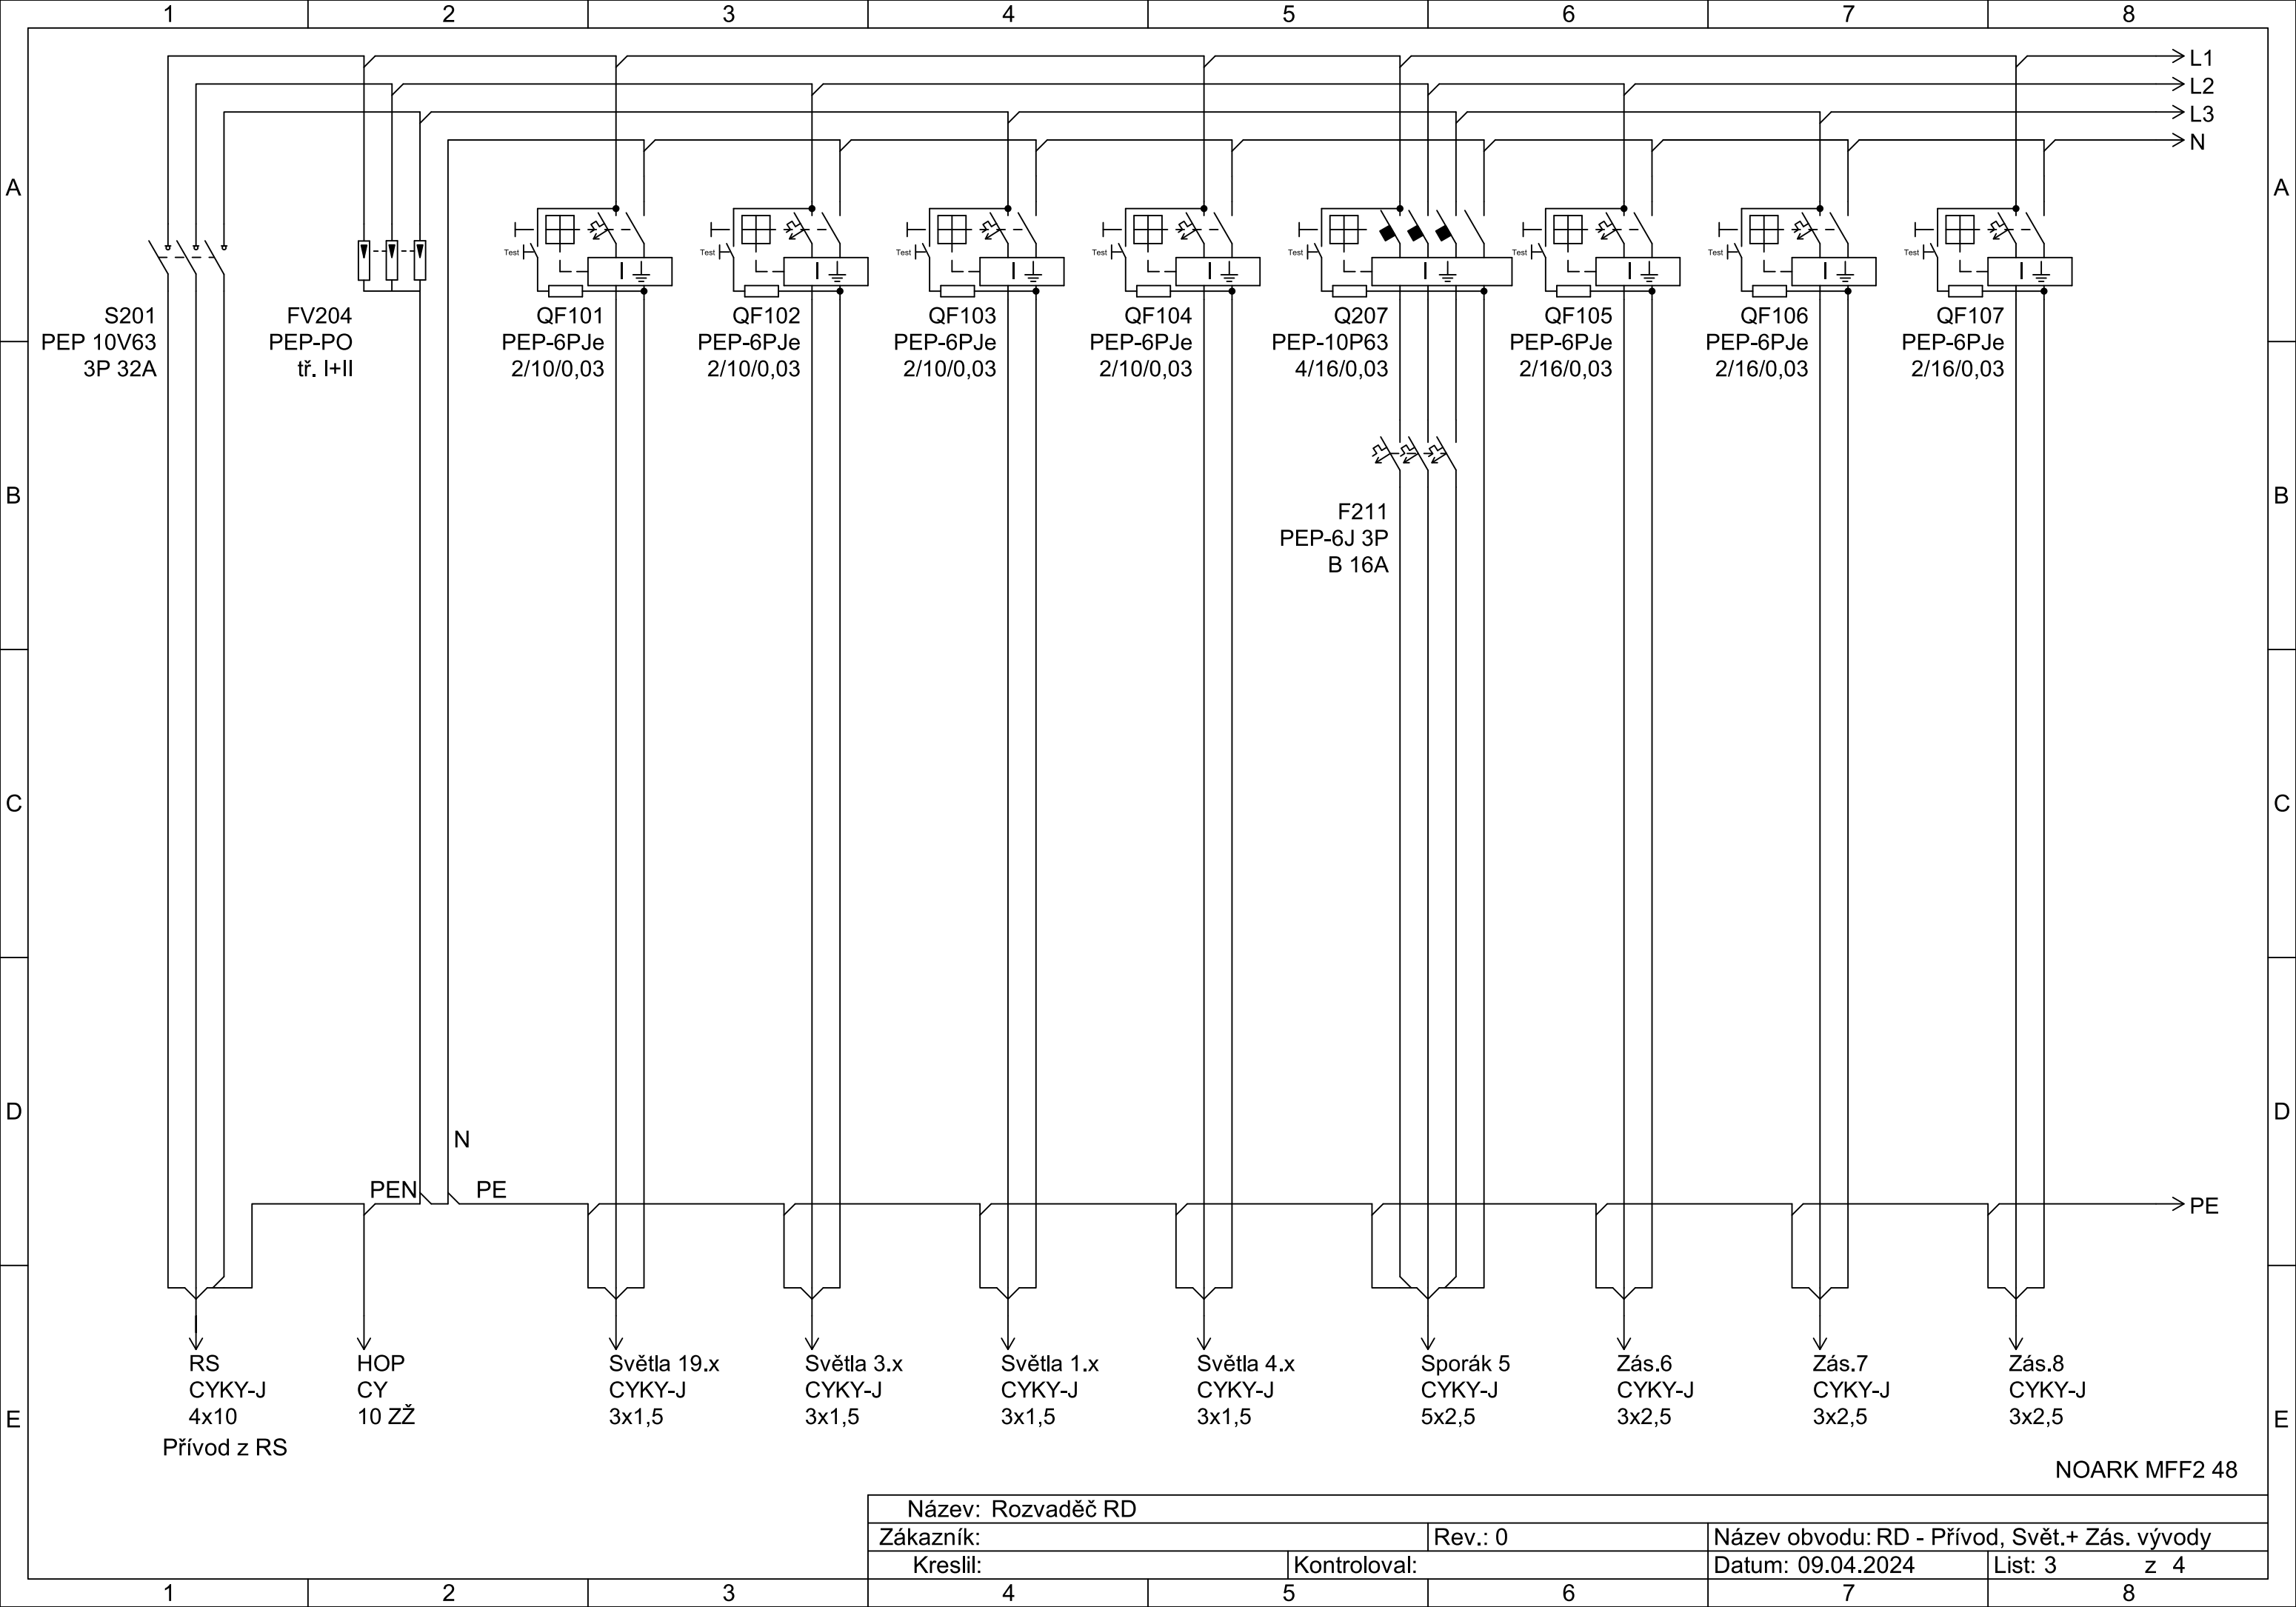 1 2 3 4 5 6 7 8
L1
L2
L3
N
A A
Test Test Test Test Test Test Test Test
S201 FV204 QF101 QF102 QF103 QF104 Q207 QF105 QF106 QF107
PEP 10V63 PEP-PO PEP-6PJe PEP-6PJe PEP-6PJe PEP-6PJe PEP-10P63 PEP-6PJe PEP-6PJe PEP-6PJe
3P 32A tř. I+II 2/10/0,03 2/10/0,03 2/10/0,03 2/10/0,03 4/16/0,03 2/16/0,03 2/16/0,03 2/16/0,03
B B
F211
PEP-6J 3P
B 16A
C C
D D
N
PEN PE
PE
RS HOP Světla 19.x Světla 3.x Světla 1.x Světla 4.x Sporák 5 Zás.6 Zás.7 Zás.8
CYKY-J CY CYKY-J CYKY-J CYKY-J CYKY-J CYKY-J CYKY-J CYKY-J CYKY-J
4x10 10 ZŽ 3x1,5 3x1,5 3x1,5 3x1,5 5x2,5 3x2,5 3x2,5 3x2,5
E E
Přívod z RS
NOARK MFF2 48
Název: Rozvaděč RD
Zákazník: Rev.: 0 Název obvodu: RD - Přívod, Svět.+ Zás. vývody
Kreslil: Kontroloval: Datum: 09.04.2024 List: 3 z 4
1 2 3 4 5 6 7 8